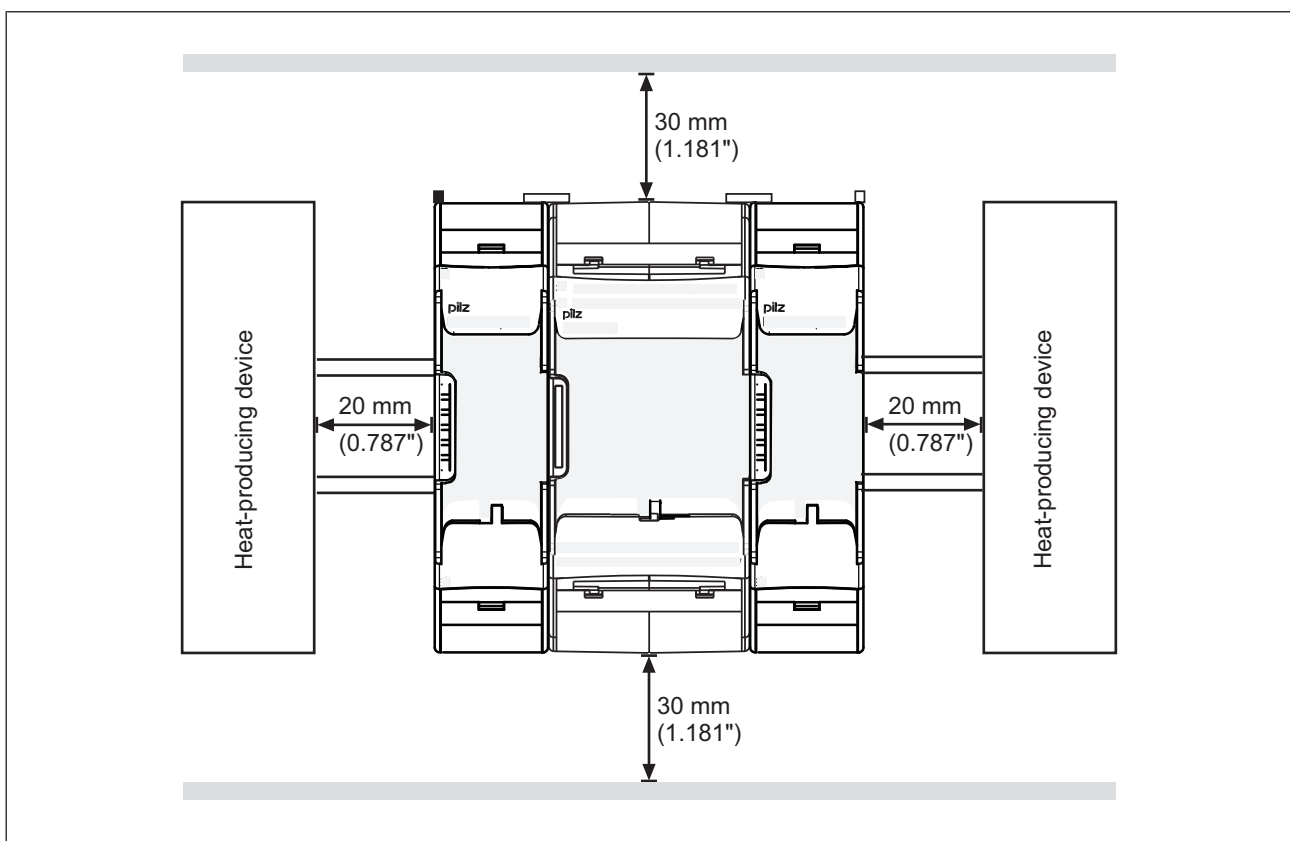 30 mm
(1.181")
pilz
pilz
pilz
Heat-producing device
20 mm
(0.787")
20 mm
(0.787")
Heat-producing device
30 mm
(1.181")